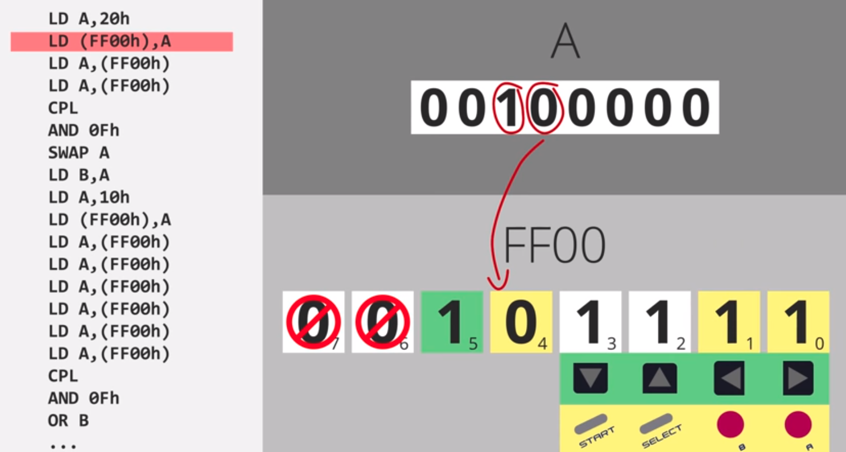 LD A,20h
LD (FF00h),A
LD A,(FF00h)
LD A,(FF00h)
CPL
AND 0Fh
SWAP A
LD B,A
LD A,10h
LD (FF00h),A
LD A,(FF00h)
LD A,(FF00h)
LD A,(FF00h)
LD A,(FF00h)
LD A,(FF00h)
LD A,(FF00h)
CPL
AND 0Fh
OR B
...
A
00100000
FF00
0 7 0 6 1 5 0 4 1 3 1 2 1 1 1 0
START SELECT B A